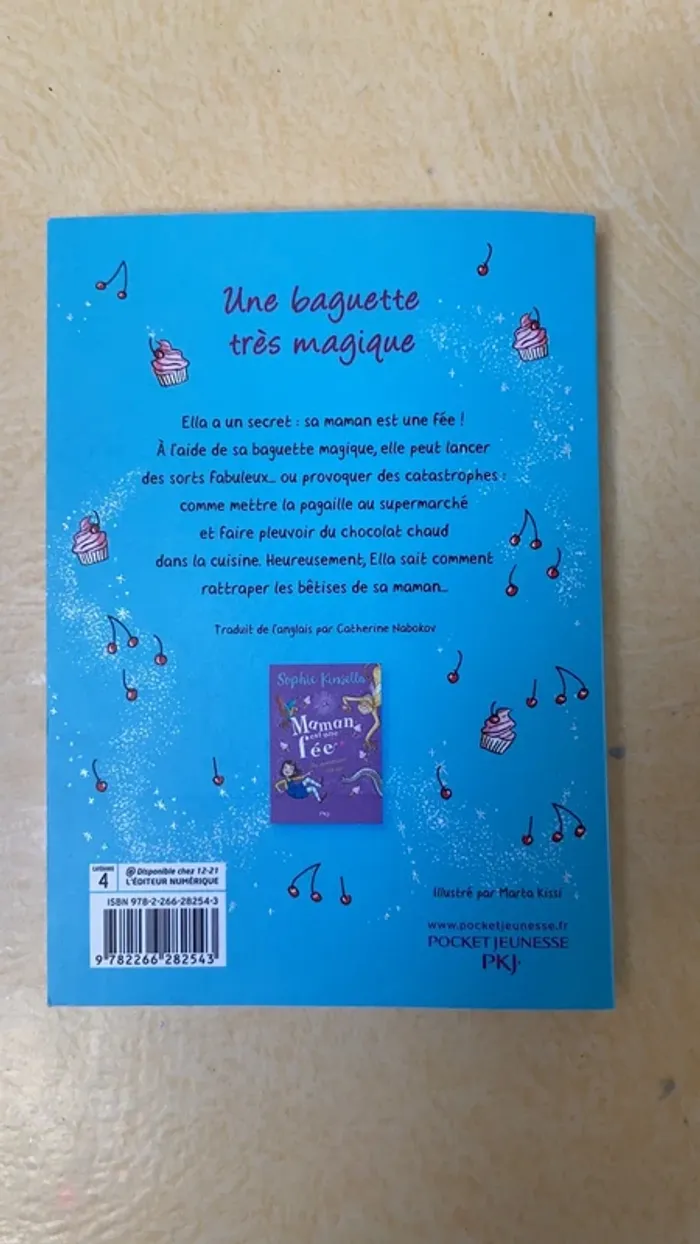 Une baguette
très magique
Ella a un secret : sa maman est une fée !
À l'aide de sa baguette magique, elle peut lancer
des sorts fabuleux... ou provoquer des catastrophes :
comme mettre la pagaille au supermarché
et faire pleuvoir du chocolat chaud
dans la cuisine. Heureusement, Ella sait comment
rattraper les bêtises de sa maman...
Traduit de l'anglais par Catherine Nabokov
Sophie Kinsella
Maman
est une
fée
PKJ
4
@ Disponible chez 12-21
L'ÉDITEUR NUMÉRIQUE
ISBN 978-2-266-28254-3
9 782266 282543
Illustré par Marta Kissi
www.pocketjeunesse.fr
POCKET JEUNESSE
PKJ·